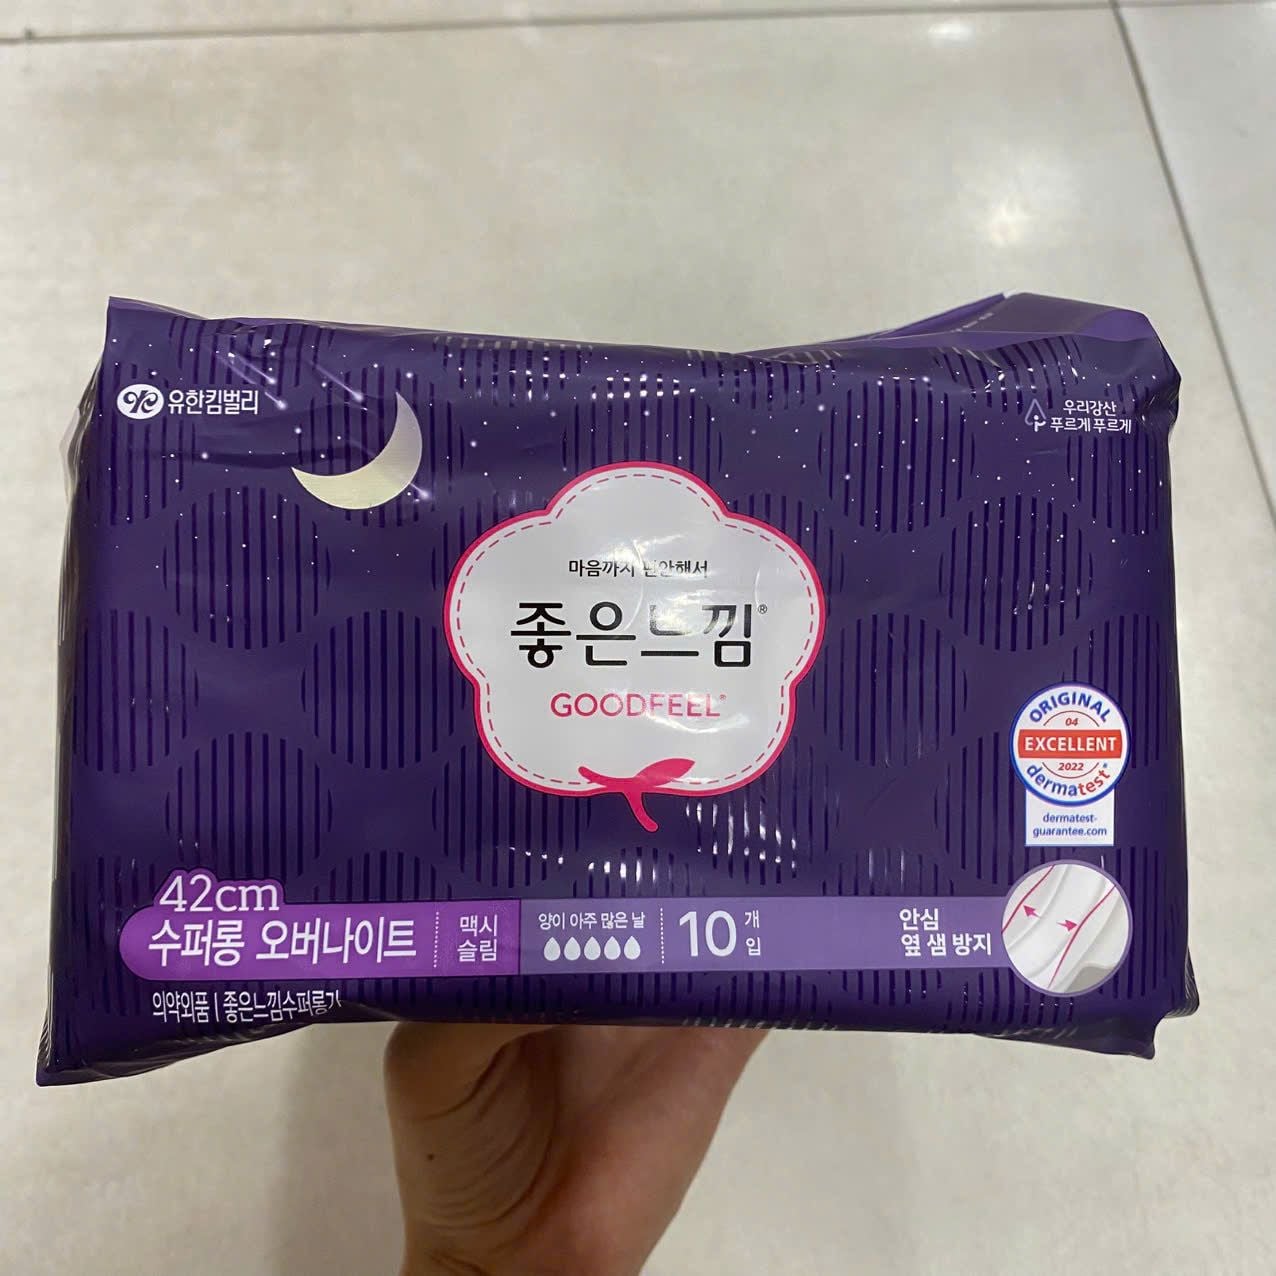 유한킴벌리
우리강산
푸르게 푸르게
마음까지 편안해서
좋은느낌®
GOODFEEL®
ORIGINAL
04
EXCELLENT
2022
dermatest®
dermatest-
guarantee.com
42cm
수퍼롱 오버나이트
맥시
슬림
양이 아주 많은 날
10개
입
안심
옆 샘 방지
의약외품 | 좋은느낌수퍼롱